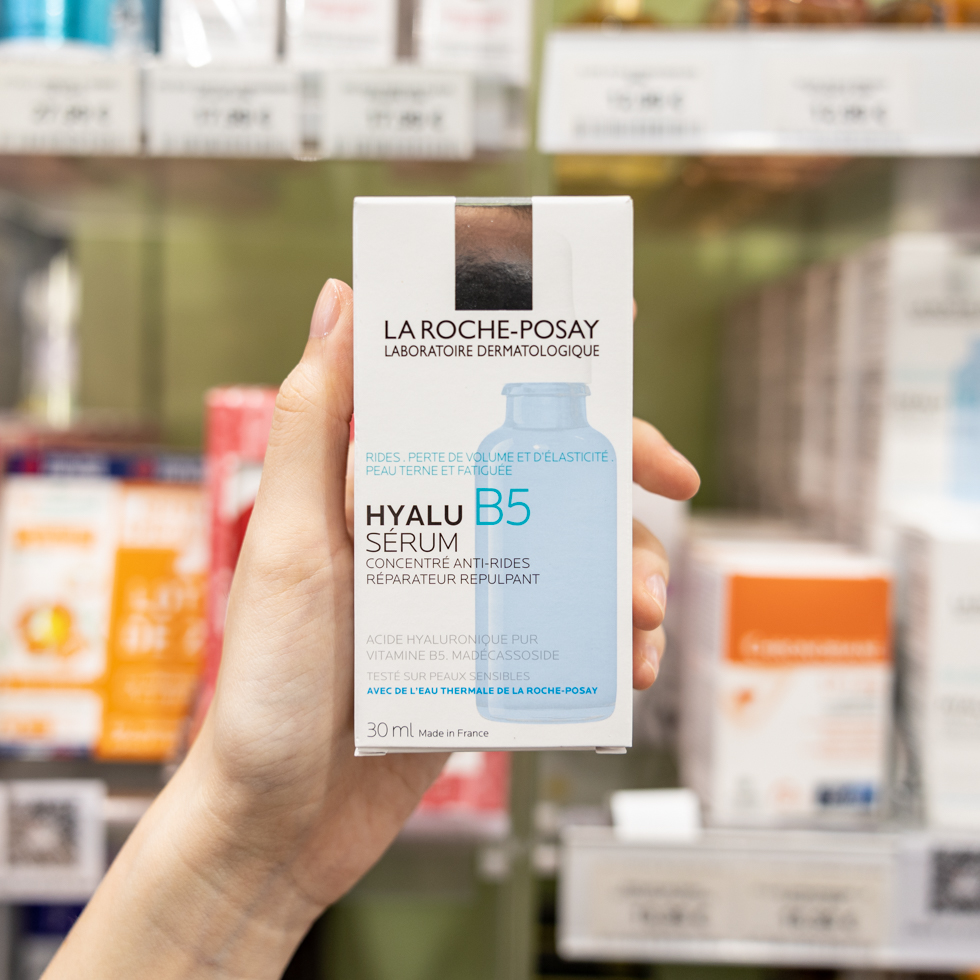 LA ROCHE-POSAY
LABORATOIRE DERMATOLOGIQUE
RIDES . PERTE DE VOLUME ET D'ÉLASTICITÉ .
PEAU TERNE ET FATIGUÉE
HYALU B5
SÉRUM
CONCENTRÉ ANTI-RIDES
RÉPARATEUR REPULPANT
ACIDE HYALURONIQUE PUR
VITAMINE B5. MADÉCASSOSIDE
TESTÉ SUR PEAUX SENSIBLES
AVEC DE L'EAU THERMALE DE LA ROCHE-POSAY
30 ml Made in France